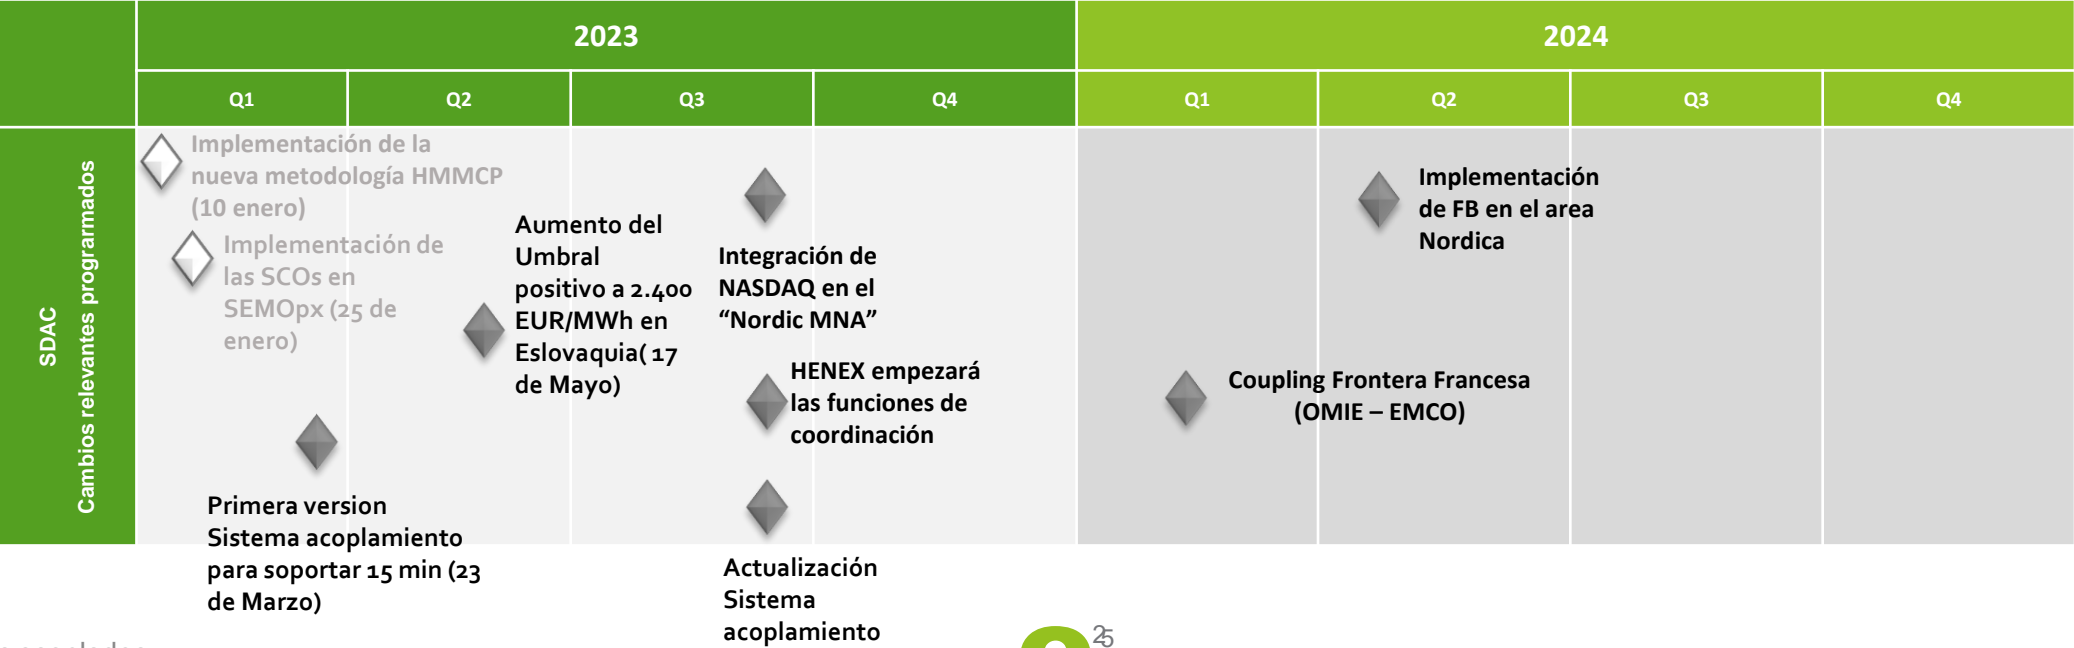 2023
2024
Q1
Q2
Q3
Q4
Q1
Q2
Q3
Q4
SDAC
Cambios relevantes prograrmados
Implementación de la
nueva metodología HMMCP
(10 enero)
Implementación de
las SCOs en
SEMOpx (25 de
enero)
Primera version
Sistema acoplamiento
para soportar 15 min (23
de Marzo)
Aumento del
Umbral
positivo a 2.400
EUR/MWh en
Eslovaquia( 17
de Mayo)
Integración de
NASDAQ en el
“Nordic MNA”
HENEX empezará
las funciones de
coordinación
Actualización
Sistema
acoplamiento
Implementación
de FB en el area
Nordica
Coupling Frontera Francesa
(OMIE – EMCO)
25